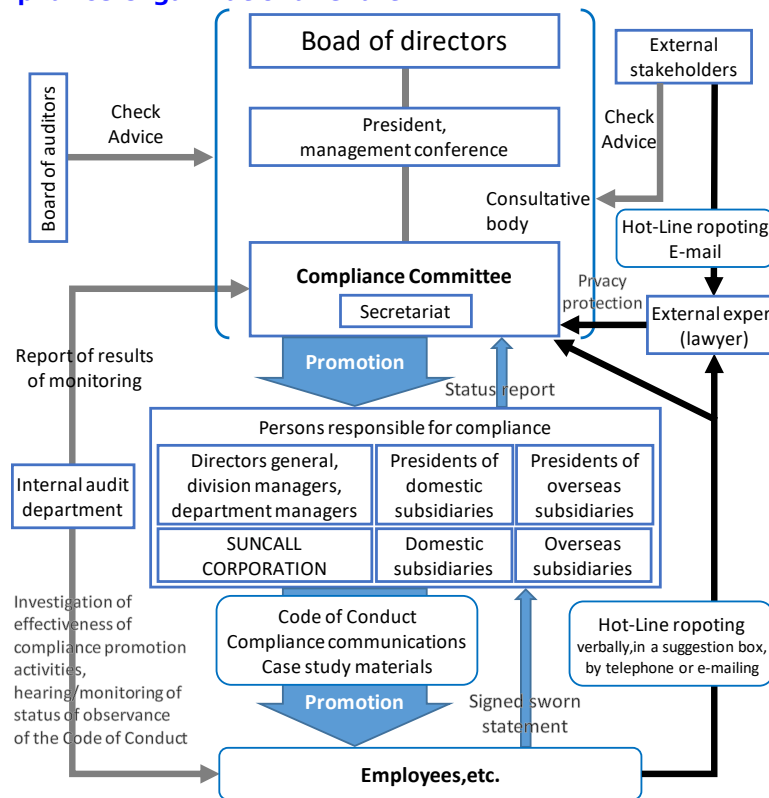 Boad of directors
External
stakeholders
Board of auditors
Check
Advice
President,
management conference
Check
Advice
Consultative
body
Hot-Line ropoting
E-mail
Compliance Committee
Secretariat
Prvacy
protection
External exper
(lawyer)
Promotion
Report of results
of monitoring
Status report
Persons responsible for compliance
Directors general,
division managers,
department managers
Presidents of
domestic
subsidiaries
Presidents of
overseas
subsidiaries
Internal audit
department
SUNCALL
CORPORATION
Domestic
subsidiaries
Overseas
subsidiaries
Investigation of
effectiveness of
compliance promotion
activities,
hearing/monitoring of
status of observance
of the Code of Conduct
Code of Conduct
Compliance communications
Case study materials
Hot-Line ropoting
verbally,in a suggestion box,
by telephone or e-mailing
Promotion
Signed sworn
statement
Employees,etc.